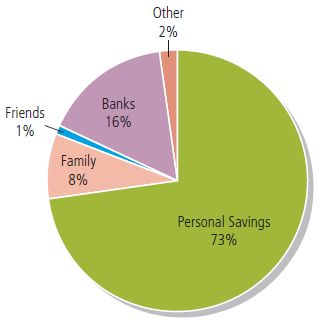 Other
2%
Banks
16%
Friends
1%
Family
8%
Personal Savings
73%